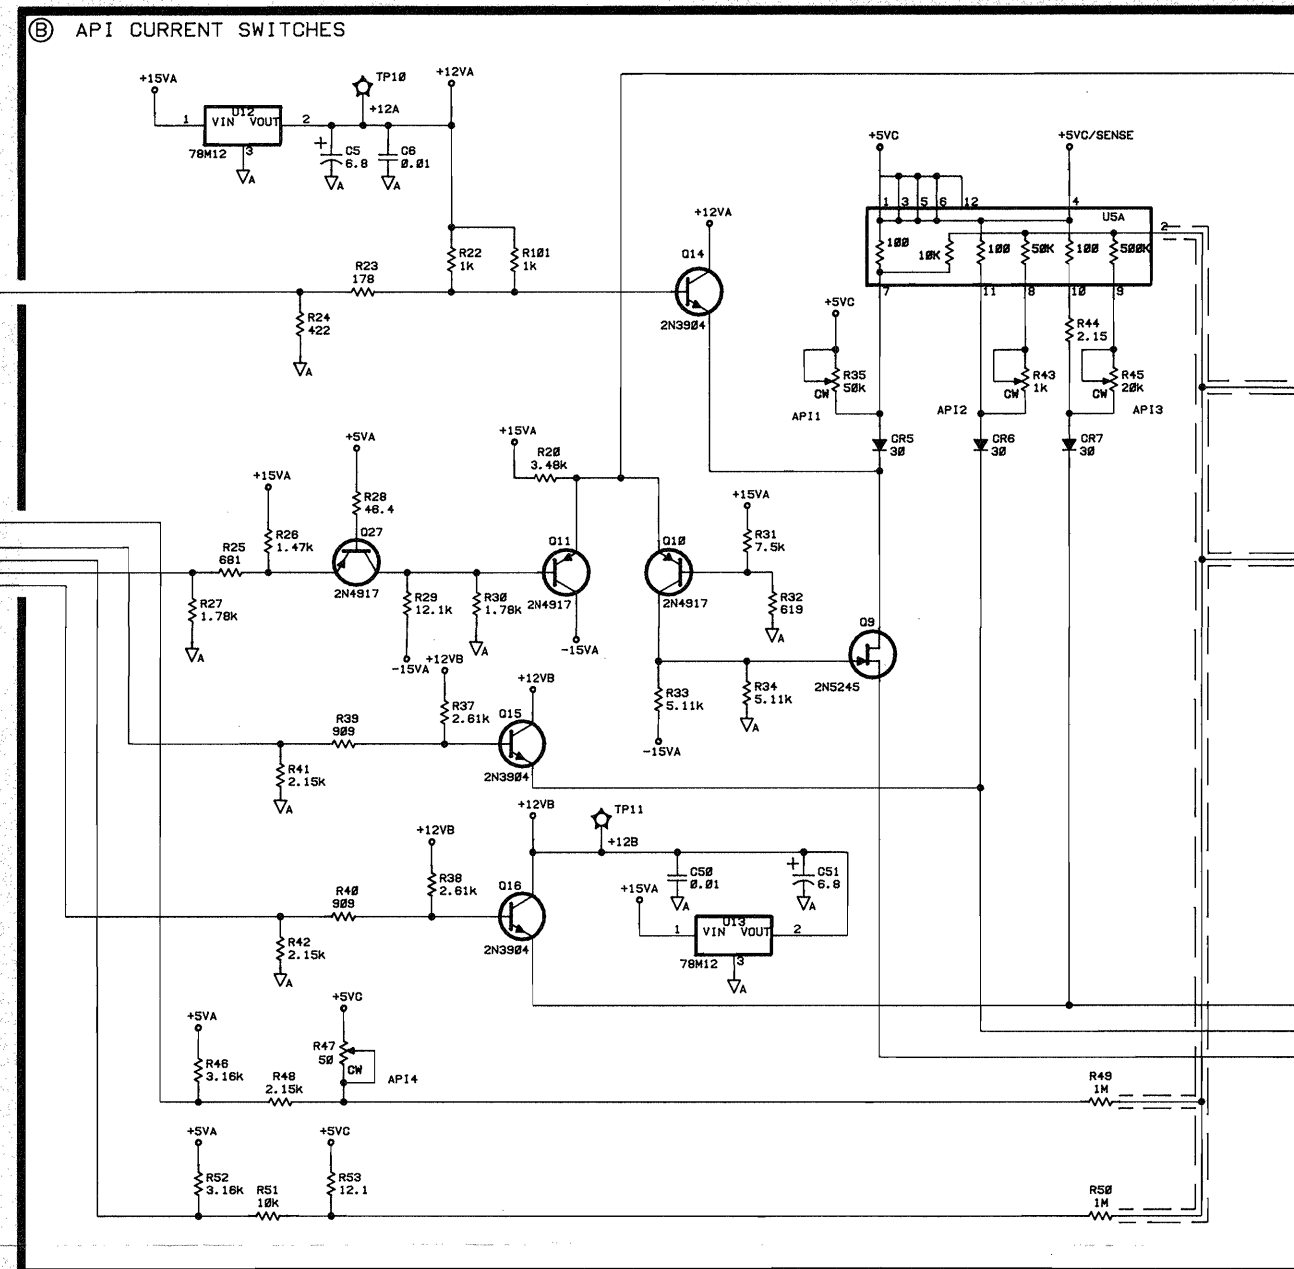 B API CURRENT SWITCHES
+15VA
TP10
+12VA
+12A
U12
1 VIN VOUT 2
3
78M12
A
+ C5
6.8
A
C6
0.01
A
+5VC
+5VC/SENSE
1 3 5 6 12 4
U5A
2
100
10K
100
50K
100
500K
7 11 8 10 9
+12VA
Q14
2N3904
R22
1k
R101
1k
R23
178
R24
422
A
+5VC
R35
50k
CW
API1
R44
2.15
R43
1k
CW
API2
R45
20k
CW
API3
CR5
30
CR6
30
CR7
30
+5VA
R28
46.4
+15VA
R20
3.48k
+15VA
R26
1.47k
R25
681
Q27
2N4917
R27
1.78k
A
R29
12.1k
-15VA
R30
1.78k
A
Q11
2N4917
-15VA
Q10
2N4917
+15VA
R31
7.5k
R32
619
A
Q9
2N5245
R33
5.11k
-15VA
R34
5.11k
A
+12VB
R37
2.61k
+12VB
Q15
2N3904
R39
909
R41
2.15k
A
+12VB
TP11
+12B
+12VB
R38
2.61k
C50
0.01
A
+ C51
6.8
A
R40
909
Q16
2N3904
+15VA
U13
1 VIN VOUT 2
3
78M12
A
R42
2.15k
A
+5VC
R47
50
CW
API4
+5VA
R46
3.16k
R48
2.15k
R49
1M
+5VA
+5VC
R52
3.16k
R51
10k
R53
12.1
R50
1M